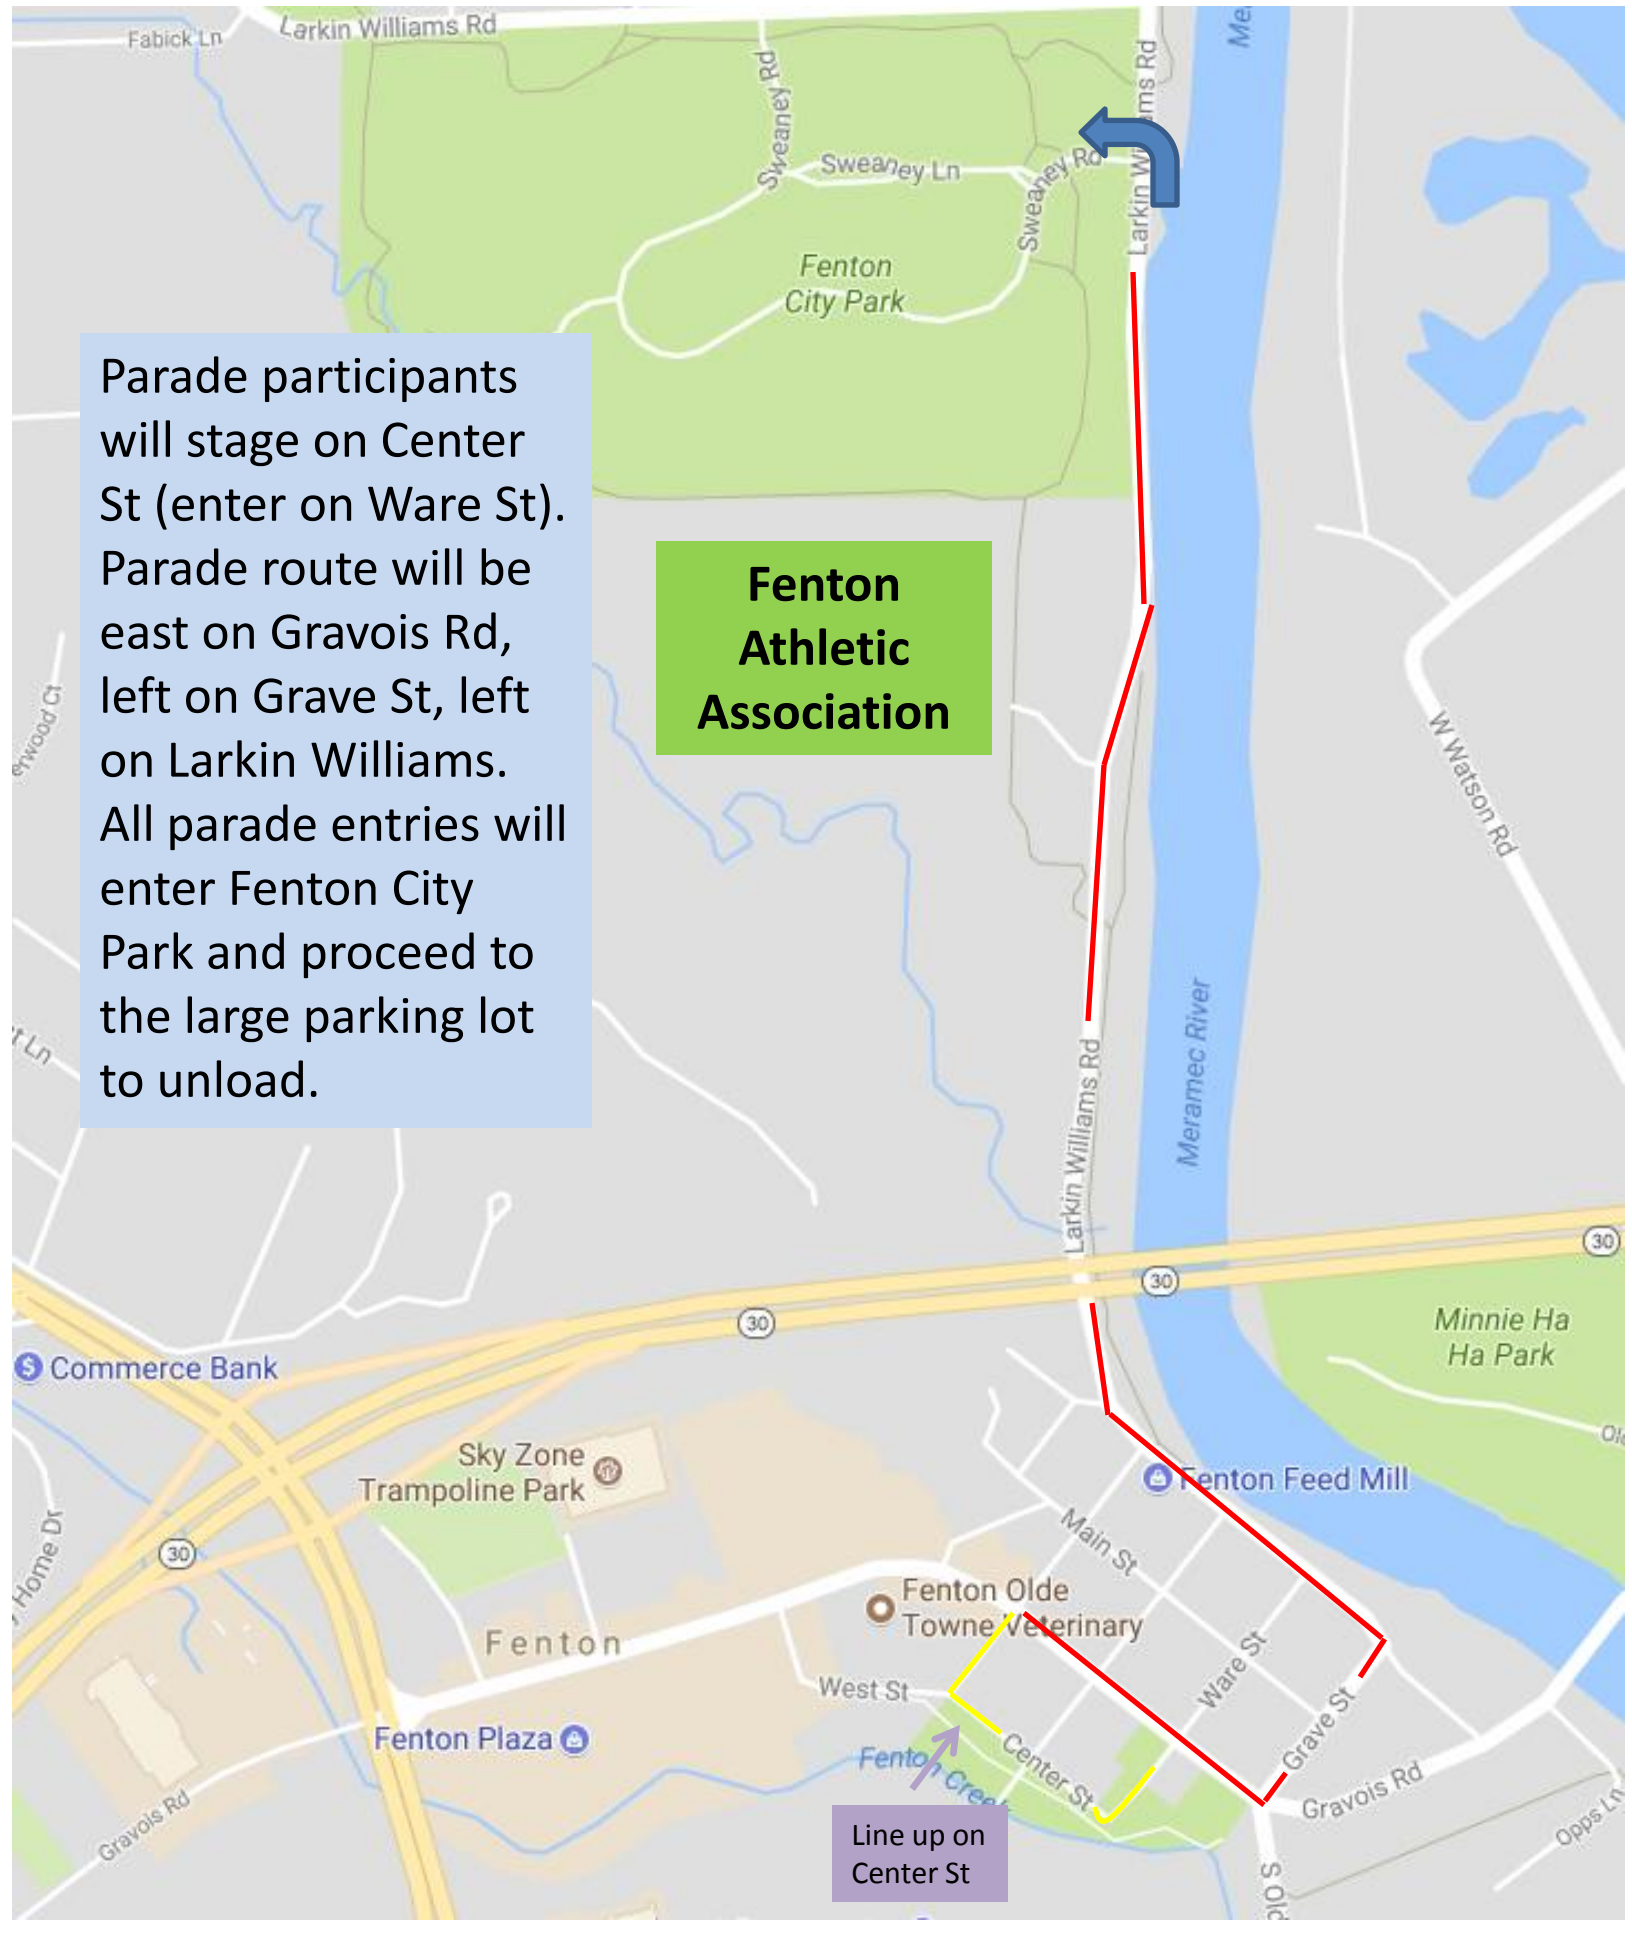 Larkin Williams Rd
Fabick Ln
Sweaney Rd
Larkin Williams Rd
Sweaney Ln
Sweaney Rd
Fenton
City Park
Parade participants
will stage on Center
St (enter on Ware St).
Parade route will be
east on Gravois Rd,
left on Grave St, left
on Larkin Williams.
All parade entries will
enter Fenton City
Park and proceed to
the large parking lot
to unload.
Fenton
Athletic
Association
W Watson Rd
Meramec River
Larkin Williams Rd
30
30
30
Minnie Ha
Ha Park
Commerce Bank
Sky Zone
Trampoline Park
Fenton Feed Mill
Main St
30
Home Dr
Fenton Olde
Towne Veterinary
Fenton
Ware St
West St
Grave St
Fenton Plaza
Center St
Fenton Creek
Gravois Rd
Gravois Rd
Opps Ln
Line up on
Center St